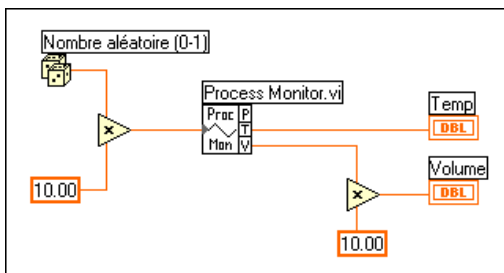 Nombre aléatoire (0-1)
Process Monitor.vi
Proc P
T
Mon V
Temp
DBL
10.00
x
Volume
DBL
x
10.00